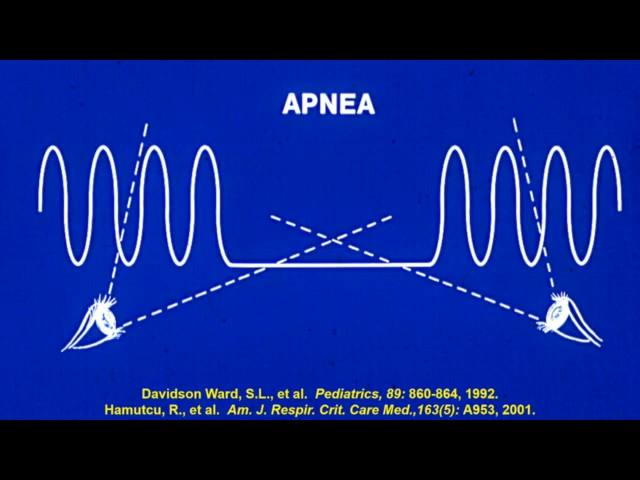 APNEA
Davidson Ward, S.L., et al. Pediatrics, 89: 860-864, 1992.
Hamutcu, R., et al. Am. J. Respir. Crit. Care Med.,163(5): A953, 2001.